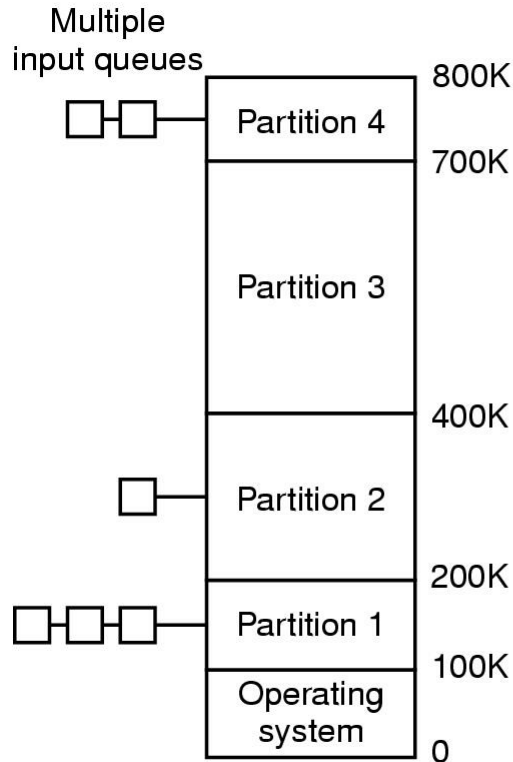 Multiple
input queues
800K
Partition 4
700K
Partition 3
400K
Partition 2
200K
Partition 1
100K
Operating
system
0